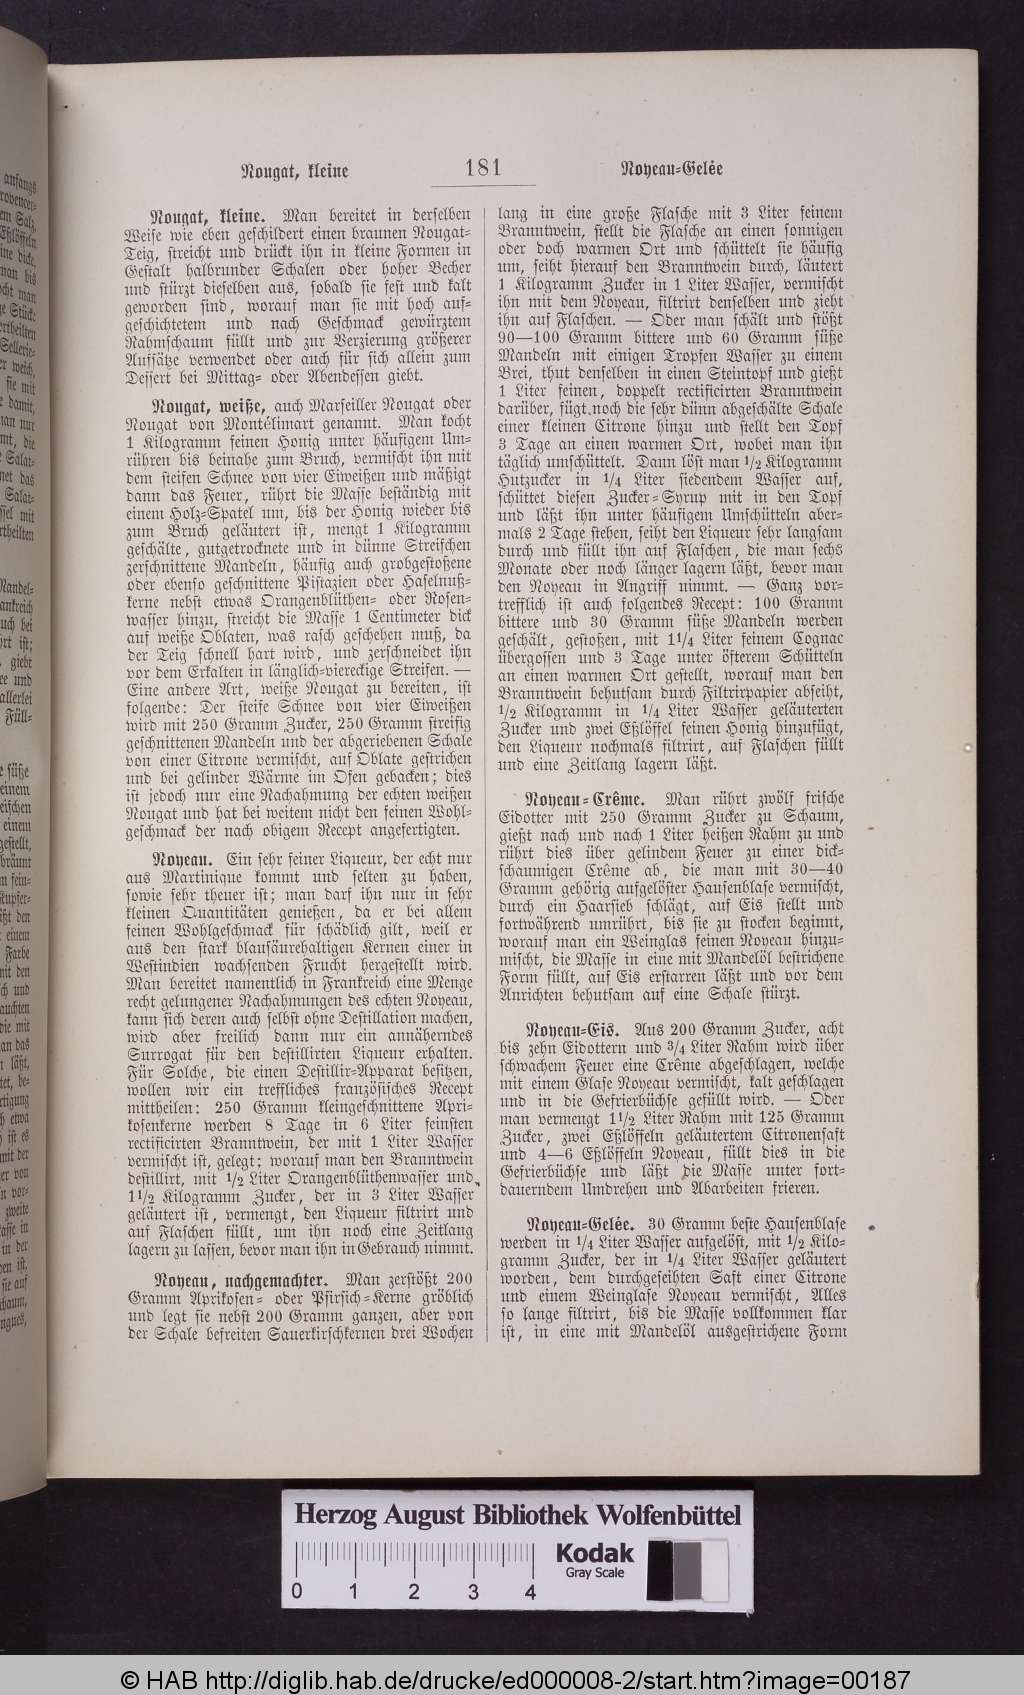 Nougat, kleine
181
Noyeau-Gelée
Nougat, kleine. Man bereitet in derselben
Weise wie eben geschildert einen braunen Nougat-
Teig, streicht und drückt ihn in kleine Formen in
Gestalt halbrunder Schalen oder hoher Becher
und stürzt dieselben aus, sobald sie fest und kalt
geworden sind, worauf man sie mit hoch auf-
geschichtetem und nach Geschmack gewürztem
Rahmschaum füllt und zur Verzierung größerer
Aufsätze verwendet oder auch für sich allein zum
Dessert bei Mittag- oder Abendessen giebt.
Nougat, weiße, auch Marseiller Nougat oder
Nougat von Montélimart genannt. Man kocht
1 Kilogramm feinen Honig unter häufigem Um-
rühren bis beinahe zum Bruch, vermischt ihn mit
dem steifen Schnee von vier Eiweißen und mäßigt
dann das Feuer, rührt die Masse beständig mit
einem Holz-Spatel um, bis der Honig wieder bis
zum Bruch geläutert ist, mengt 1 Kilogramm
geschälte, gutgetrocknete und in dünne Streifchen
zerschnittene Mandeln, häufig auch grobgestoßene
oder ebenso geschnittene Pistazien oder Haselnuß-
kerne nebst etwas Orangenblüthen- oder Rosen-
wasser hinzu, streicht die Masse 1 Centimeter dick
auf weiße Oblaten, was rasch geschehen muß, da
der Teig schnell hart wird, und zerschneidet ihn
vor dem Erkalten in länglich-viereckige Streifen. —
Eine andere Art, weiße Nougat zu bereiten, ist
folgende: Der steife Schnee von vier Eiweißen
wird mit 250 Gramm Zucker, 250 Gramm streifig
geschnittenen Mandeln und der abgeriebenen Schale
von einer Citrone vermischt, auf Oblate gestrichen
und bei gelinder Wärme im Ofen gebacken; dies
ist jedoch nur eine Nachahmung der echten weißen
Nougat und hat bei weitem nicht den feinen Wohl-
geschmack der nach obigem Recept angefertigten.
Noyeau. Ein sehr feiner Liqueur, der echt nur
aus Martinique kommt und selten zu haben,
sowie sehr theuer ist; man darf ihn nur in sehr
kleinen Quantitäten genießen, da er bei allem
feinen Wohlgeschmack für schädlich gilt, weil er
aus den stark blausäurehaltigen Kernen einer in
Westindien wachsenden Frucht hergestellt wird.
Man bereitet namentlich in Frankreich eine Menge
recht gelungener Nachahmungen des echten Noyeau,
kann sich deren auch selbst ohne Destillation machen,
wird aber freilich dann nur ein annäherndes
Surrogat für den destillirten Liqueur erhalten.
Für Solche, die einen Destillir-Apparat besitzen,
wollen wir ein treffliches französisches Recept
mittheilen: 250 Gramm kleingeschnittene Apri-
kosenkerne werden 8 Tage in 6 Liter feinsten
rectificirten Branntwein, der mit 1 Liter Wasser
vermischt ist, gelegt; worauf man den Branntwein
destillirt, mit 1/2 Liter Orangenblüthenwasser und
1 1/2 Kilogramm Zucker, der in 3 Liter Wasser
geläutert ist, vermengt, den Liqueur filtrirt und
auf Flaschen füllt, um ihn noch eine Zeitlang
lagern zu lassen, bevor man ihn in Gebrauch nimmt.
Noyeau, nachgemachter. Man zerstößt 200
Gramm Aprikosen- oder Pfirsich-Kerne gröblich
und legt sie nebst 200 Gramm ganzen, aber von
der Schale befreiten Sauerkirschkernen drei Wochen
lang in eine große Flasche mit 3 Liter feinem
Branntwein, stellt die Flasche an einen sonnigen
oder doch warmen Ort und schüttelt sie häufig
um, seiht hierauf den Branntwein durch, läutert
1 Kilogramm Zucker in 1 Liter Wasser, vermischt
ihn mit dem Noyeau, filtrirt denselben und zieht
ihn auf Flaschen. — Oder man schält und stößt
90—100 Gramm bittere und 60 Gramm süße
Mandeln mit einigen Tropfen Wasser zu einem
Brei, thut denselben in einen Steintopf und gießt
1 Liter feinen, doppelt rectificirten Branntwein
darüber, fügt noch die sehr dünn abgeschälte Schale
einer kleinen Citrone hinzu und stellt den Topf
3 Tage an einen warmen Ort, wobei man ihn
täglich umschüttelt. Dann löst man 1/2 Kilogramm
Hutzucker in 1/4 Liter siedendem Wasser auf,
schüttet diesen Zucker-Syrup mit in den Topf
und läßt ihn unter häufigem Umschütteln aber-
mals 2 Tage stehen, seiht den Liqueur sehr langsam
durch und füllt ihn auf Flaschen, die man sechs
Monate oder noch länger lagern läßt, bevor man
den Noyeau in Angriff nimmt. — Ganz vor-
trefflich ist auch folgendes Recept: 100 Gramm
bittere und 30 Gramm süße Mandeln werden
geschält, gestoßen, mit 1 1/4 Liter feinem Cognac
übergossen und 3 Tage unter öfterem Schütteln
an einen warmen Ort gestellt, worauf man den
Branntwein behutsam durch Filtrirpapier abseiht,
1/2 Kilogramm in 1/4 Liter Wasser geläuterten
Zucker und zwei Eßlöffel feinen Honig hinzufügt,
den Liqueur nochmals filtrirt, auf Flaschen füllt
und eine Zeitlang lagern läßt.
Noyeau-Crême. Man rührt zwölf frische
Eidotter mit 250 Gramm Zucker zu Schaum,
gießt nach und nach 1 Liter heißen Rahm zu und
rührt dies über gelindem Feuer zu einer dick-
schaumigen Crême ab, die man mit 30—40
Gramm gehörig aufgelöster Hausenblase vermischt,
durch ein Haarsieb schlägt, auf Eis stellt und
fortwährend umrührt, bis sie zu stocken beginnt,
worauf man ein Weinglas feinen Noyeau hinzu-
mischt, die Masse in eine mit Mandelöl bestrichene
Form füllt, auf Eis erstarren läßt und vor dem
Anrichten behutsam auf eine Schale stürzt.
Noyeau-Eis. Aus 200 Gramm Zucker, acht
bis zehn Eidottern und 3/4 Liter Rahm wird über
schwachem Feuer eine Crême abgeschlagen, welche
mit einem Glase Noyeau vermischt, kalt geschlagen
und in die Gefrierbüchse gefüllt wird. — Oder
man vermengt 1 1/2 Liter Rahm mit 125 Gramm
Zucker, zwei Eßlöffeln geläutertem Citronensaft
und 4—6 Eßlöffeln Noyeau, füllt dies in die
Gefrierbüchse und läßt die Masse unter fort-
dauerndem Umdrehen und Abarbeiten frieren.
Noyeau-Gelée. 30 Gramm beste Hausenblase
werden in 1/4 Liter Wasser aufgelöst, mit 1/2 Kilo-
gramm Zucker, der in 1/4 Liter Wasser geläutert
worden, dem durchgeseihten Saft einer Citrone
und einem Weinglase Noyeau vermischt, Alles
so lange filtrirt, bis die Masse vollkommen klar
ist, in eine mit Mandelöl ausgestrichene Form
Herzog August Bibliothek Wolfenbüttel
Kodak
Gray Scale
0 1 2 3 4
© HAB http://diglib.hab.de/drucke/ed000008-2/start.htm?image=00187